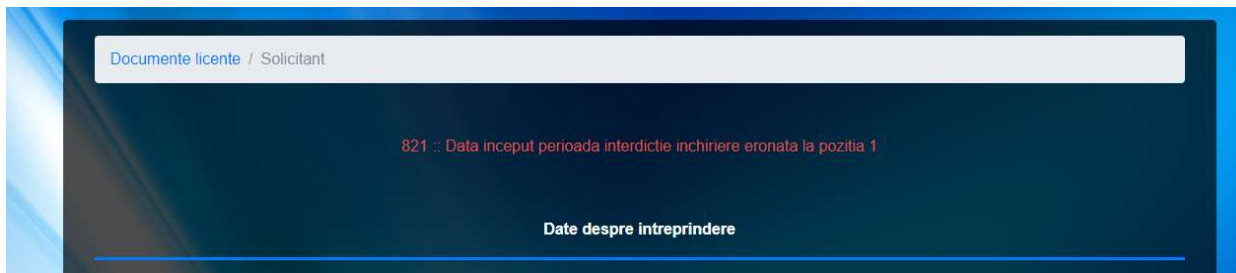 Documente licente / Solicitant
821 :: Data inceput perioada interdictie inchiriere eronata la pozitia 1
Date despre intreprindere